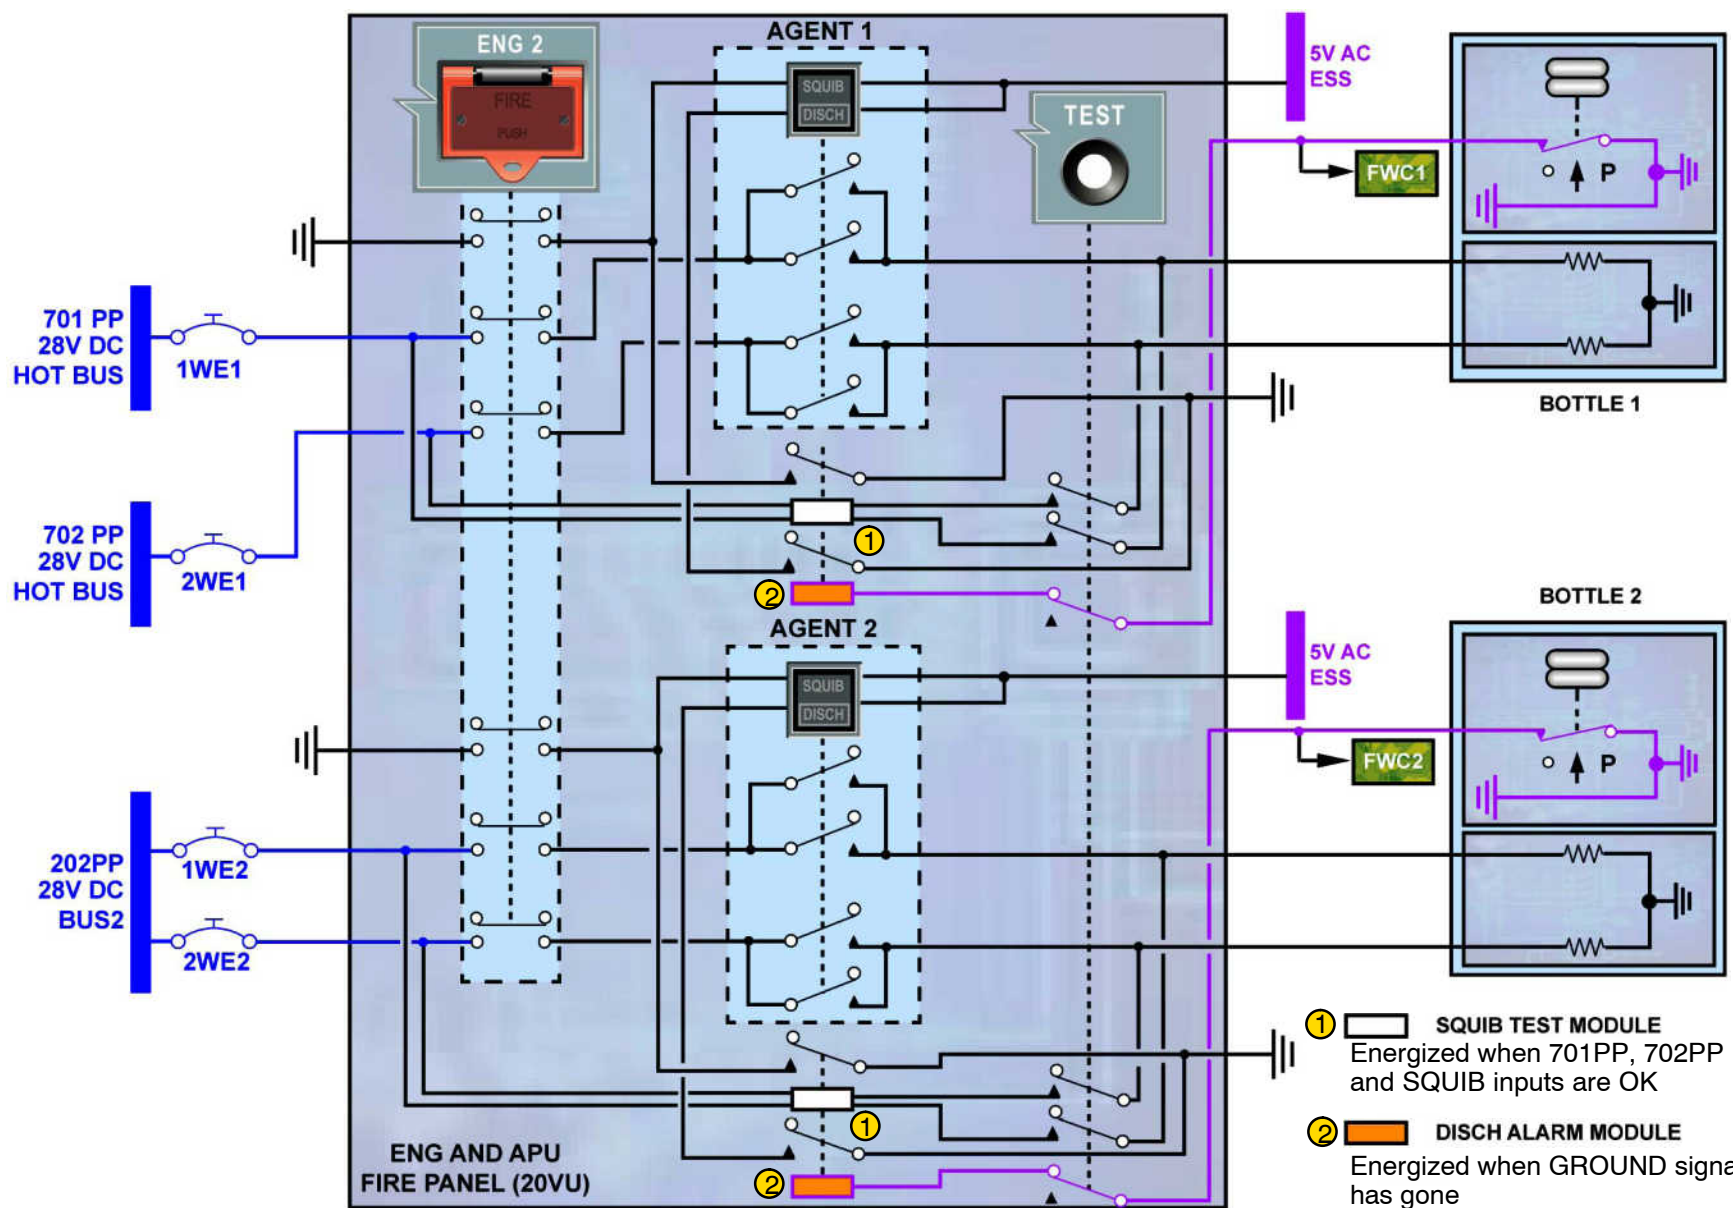 ENG 2
FIRE
PUSH
AGENT 1
SQUIB
DISCH
TEST
5V AC
ESS
FWC1
P
BOTTLE 1
701 PP
28V DC
HOT BUS
1WE1
702 PP
28V DC
HOT BUS
2WE1
1
2
AGENT 2
SQUIB
DISCH
5V AC
ESS
FWC2
BOTTLE 2
P
202PP
28V DC
BUS2
1WE2
2WE2
1
2
ENG AND APU
FIRE PANEL (20VU)
1 SQUIB TEST MODULE
Energized when 701PP, 702PP
and SQUIB inputs are OK
2 DISCH ALARM MODULE
Energized when GROUND signa
has gone